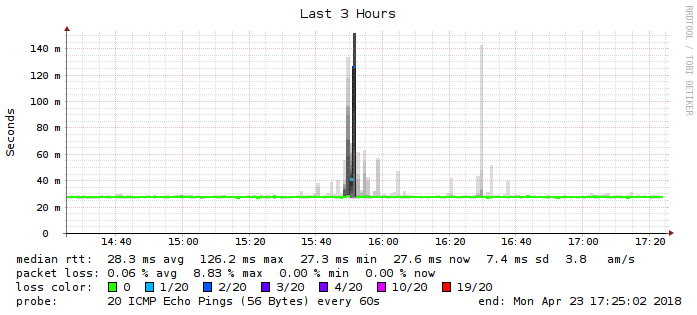 Last 3 Hours
RRDTOOL / TOBI OETIKER
Seconds
140 m
120 m
100 m
80 m
60 m
40 m
20 m
0
14:40 15:00 15:20 15:40 16:00 16:20 16:40 17:00 17:20
median rtt: 28.3 ms avg 126.2 ms max 27.3 ms min 27.6 ms now 7.4 ms sd 3.8 am/s
packet loss: 0.06 % avg 8.83 % max 0.00 % min 0.00 % now
loss color: 0 1/20 2/20 3/20 4/20 10/20 19/20
probe: 20 ICMP Echo Pings (56 Bytes) every 60s end: Mon Apr 23 17:25:02 2018